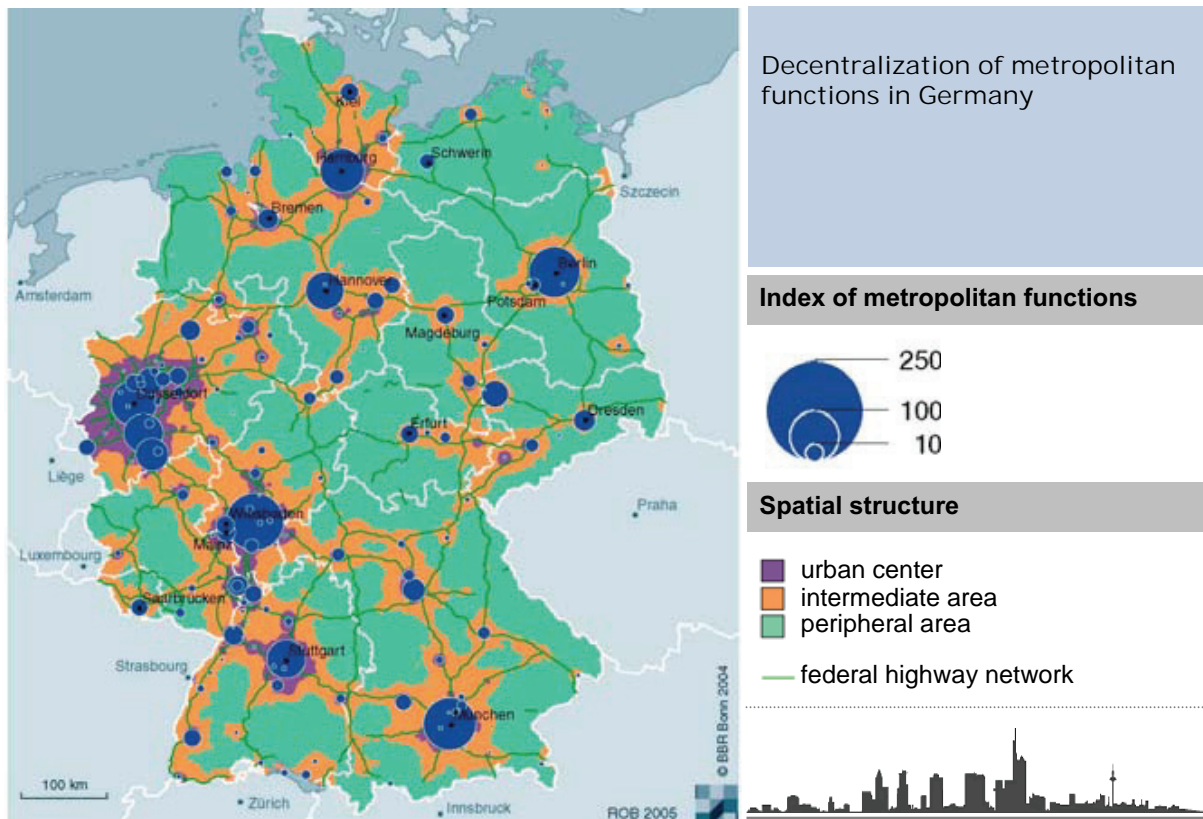 Decentralization of metropolitan
functions in Germany
Index of metropolitan functions
250
100
10
Spatial structure
urban center
intermediate area
peripheral area
federal highway network
Kiel
Hamburg
Schwerin
Szczecin
Bremen
Berlin
Hannover
Potsdam
Amsterdam
Magdeburg
Düsseldorf
Dresden
Erfurt
Liège
Praha
Wiesbaden
Mainz
Luxembourg
Saarbrücken
Stuttgart
Strasbourg
München
100 km
Zürich
Innsbruck
ROB 2005
© BBR Bonn 2004